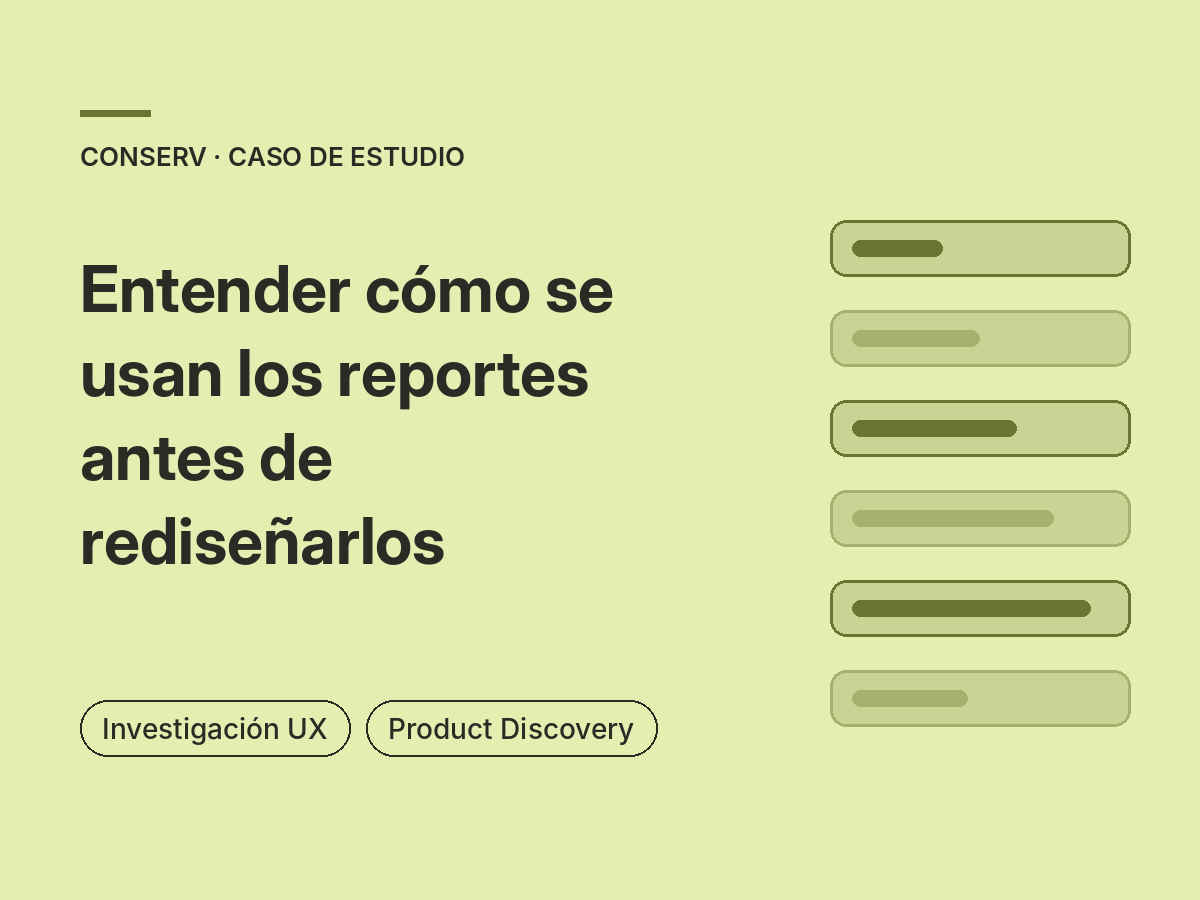 CONSERV · CASO DE ESTUDIO
Entender cómo se
usan los reportes
antes de
rediseñarlos
Investigación UX
Product Discovery